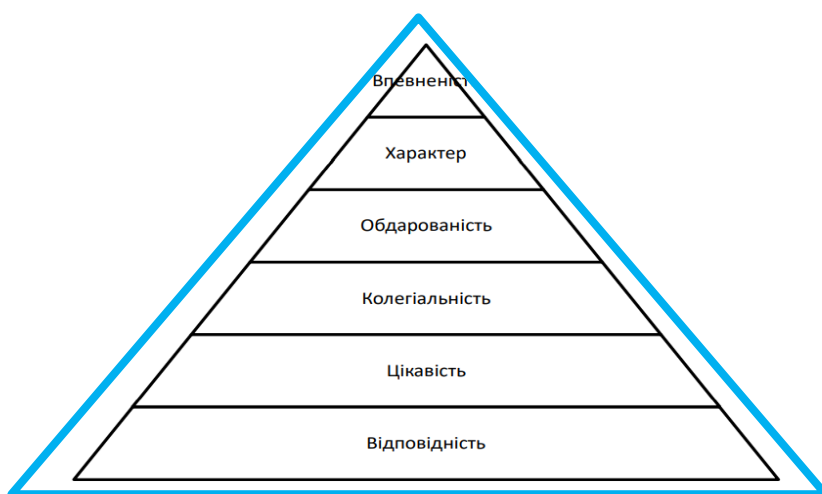 Впевненіст
Характер
Обдарованість
Колегіальність
Цікавість
Відповідність